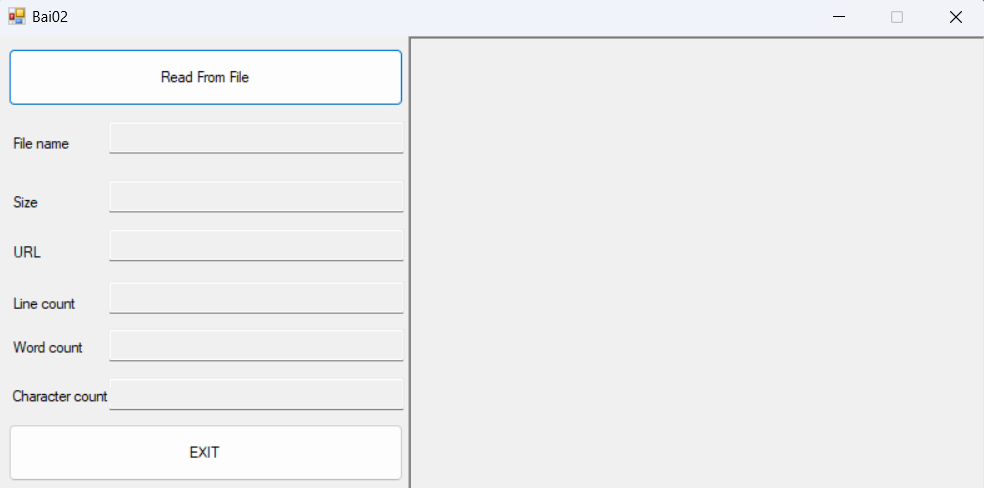 Bai02
Read From File
File name
Size
URL
Line count
Word count
Character count
EXIT